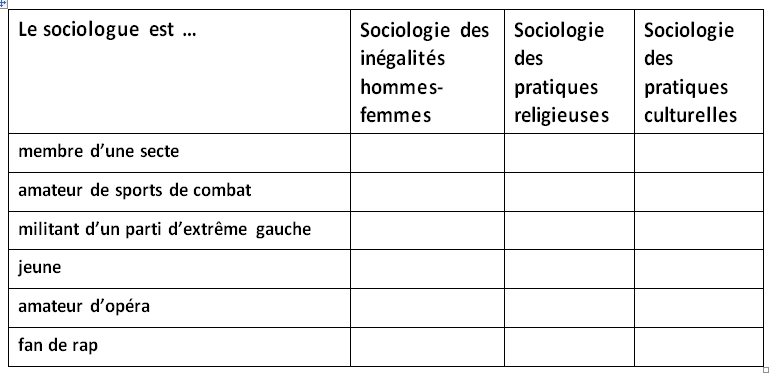 Le sociologue est ...
Sociologie des
inégalités
hommes-
femmes
Sociologie
des
pratiques
religieuses
Sociologie
des
pratiques
culturelles
membre d'une secte
amateur de sports de combat
militant d'un parti d'extrême gauche
jeune
amateur d'opéra
fan de rap